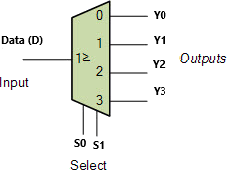 0 Y0
Data (D) 1 Y1 Outputs
1≥
Input 2 Y2
3 Y3
S0 S1
Select